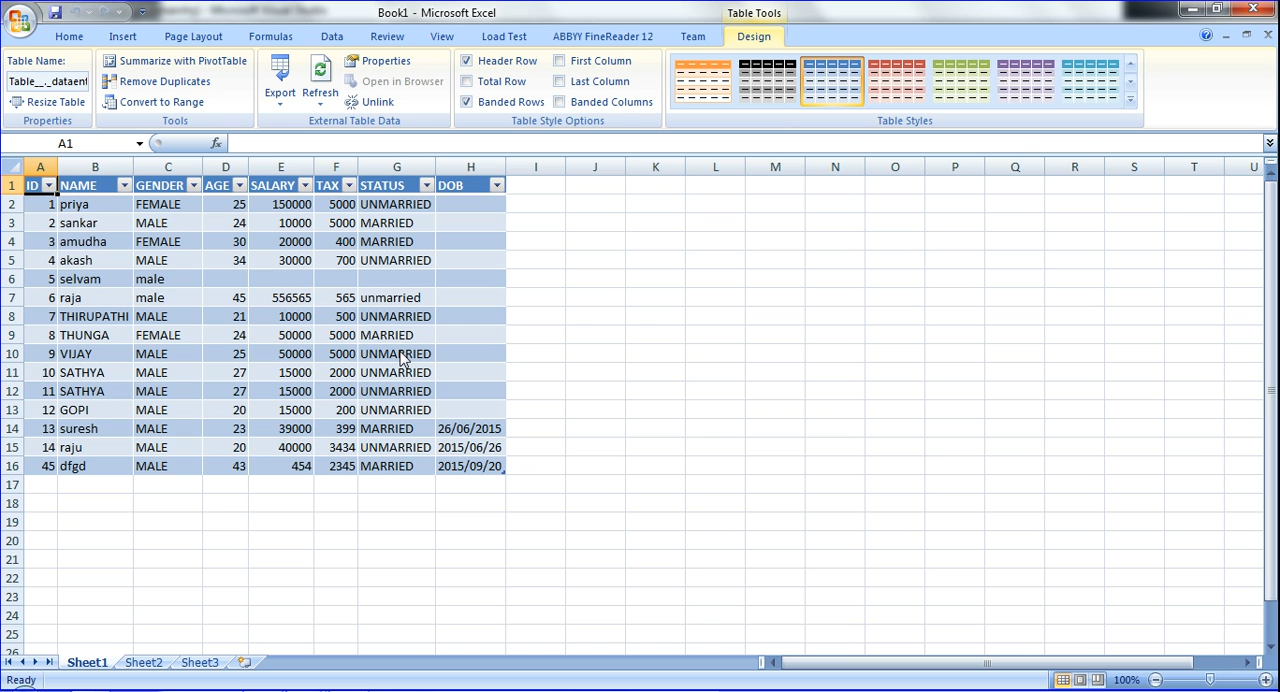 Book1 - Microsoft Excel
Table Tools
Home Insert Page Layout Formulas Data Review View Load Test ABBYY FineReader 12 Team Design
Table Name:
Table__._dataent
Resize Table
Properties
Summarize with PivotTable
Remove Duplicates
Convert to Range
Tools
Export
Refresh
Properties
Open in Browser
Unlink
External Table Data
Header Row
Total Row
Banded Rows
First Column
Last Column
Banded Columns
Table Style Options
Table Styles
A1 fx
A B C D E F G H I J K L M N O P Q R S T U
1 ID NAME GENDER AGE SALARY TAX STATUS DOB
2 1 priya FEMALE 25 150000 5000 UNMARRIED
3 2 sankar MALE 24 10000 5000 MARRIED
4 3 amudha FEMALE 30 20000 400 MARRIED
5 4 akash MALE 34 30000 700 UNMARRIED
6 5 selvam male
7 6 raja male 45 556565 565 unmarried
8 7 THIRUPATHI MALE 21 10000 500 UNMARRIED
9 8 THUNGA FEMALE 24 50000 5000 MARRIED
10 9 VIJAY MALE 25 50000 5000 UNMARRIED
11 10 SATHYA MALE 27 15000 2000 UNMARRIED
12 11 SATHYA MALE 27 15000 2000 UNMARRIED
13 12 GOPI MALE 20 15000 200 UNMARRIED
14 13 suresh MALE 23 39000 399 MARRIED 26/06/2015
15 14 raju MALE 20 40000 3434 UNMARRIED 2015/06/26
16 45 dfgd MALE 43 454 2345 MARRIED 2015/09/20
17
18
19
20
21
22
23
24
25
26
Sheet1 Sheet2 Sheet3
Ready 100%